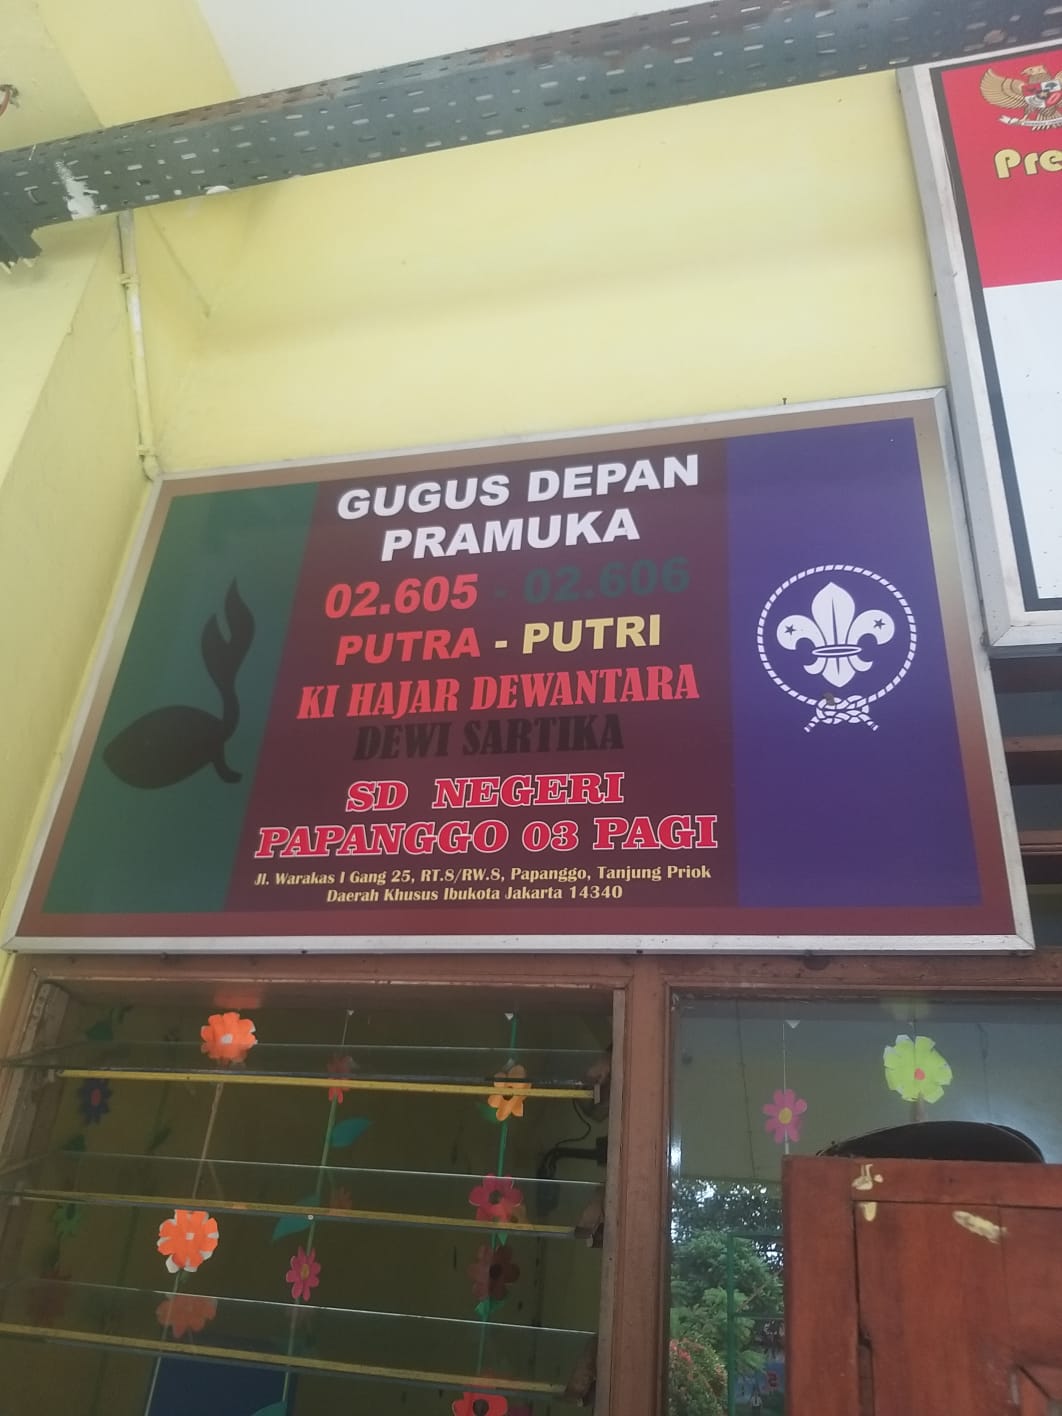 GUGUS DEPAN
PRAMUKA
02.605 - 02.606
PUTRA - PUTRI
KI HAJAR DEWANTARA
DEWI SARTIKA
SD NEGERI
PAPANGGO 03 PAGI
Jl. Warakas I Gang 25, RT.8/RW.8, Papanggo, Tanjung Priok
Daerah Khusus Ibukota Jakarta 14340
Pre